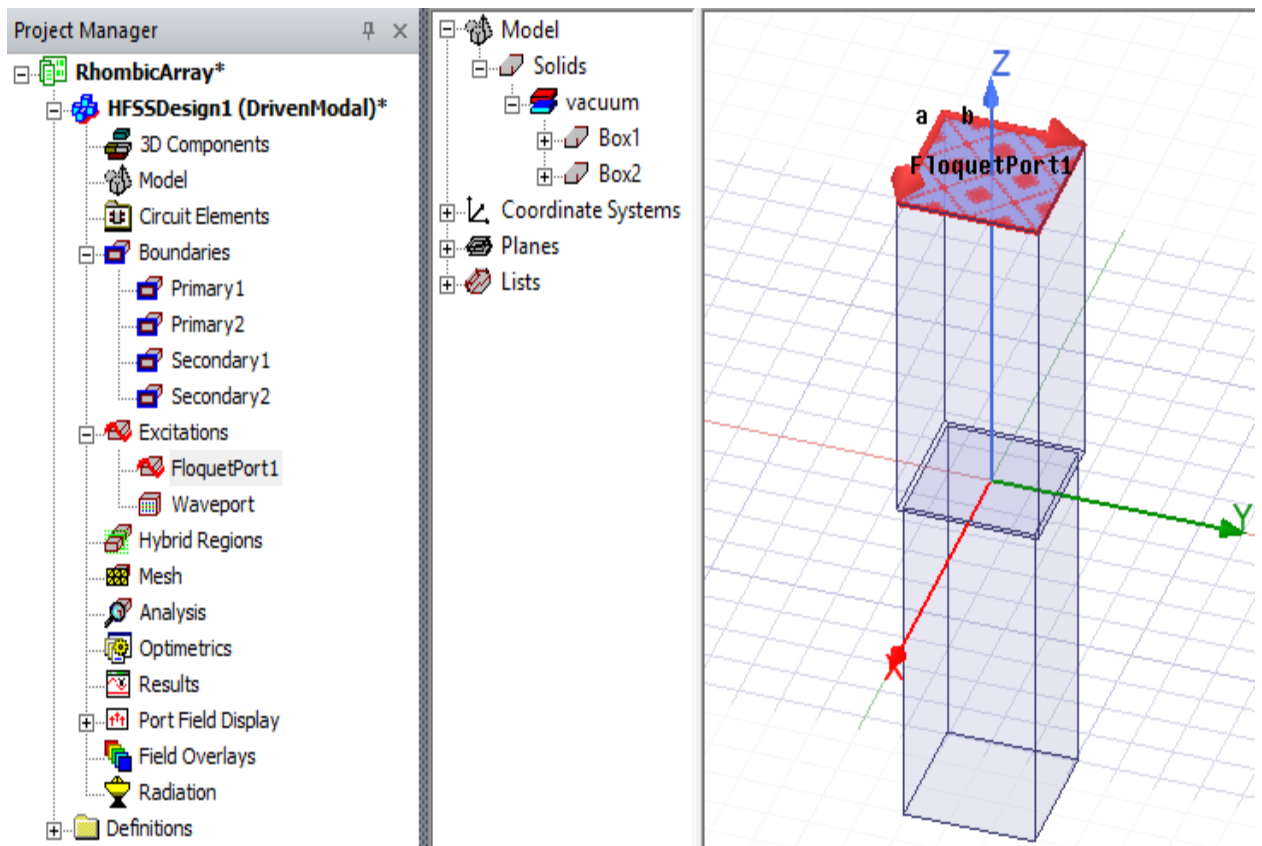 Project Manager
RhombicArray*
HFSSDesign1 (DrivenModal)*
3D Components
Model
Circuit Elements
Boundaries
Primary1
Primary2
Secondary1
Secondary2
Excitations
FloquetPort1
Waveport
Hybrid Regions
Mesh
Analysis
Optimetrics
Results
Port Field Display
Field Overlays
Radiation
Definitions
Model
Solids
vacuum
Box1
Box2
Coordinate Systems
Planes
Lists
Z
a b
FloquetPort1
Y
X